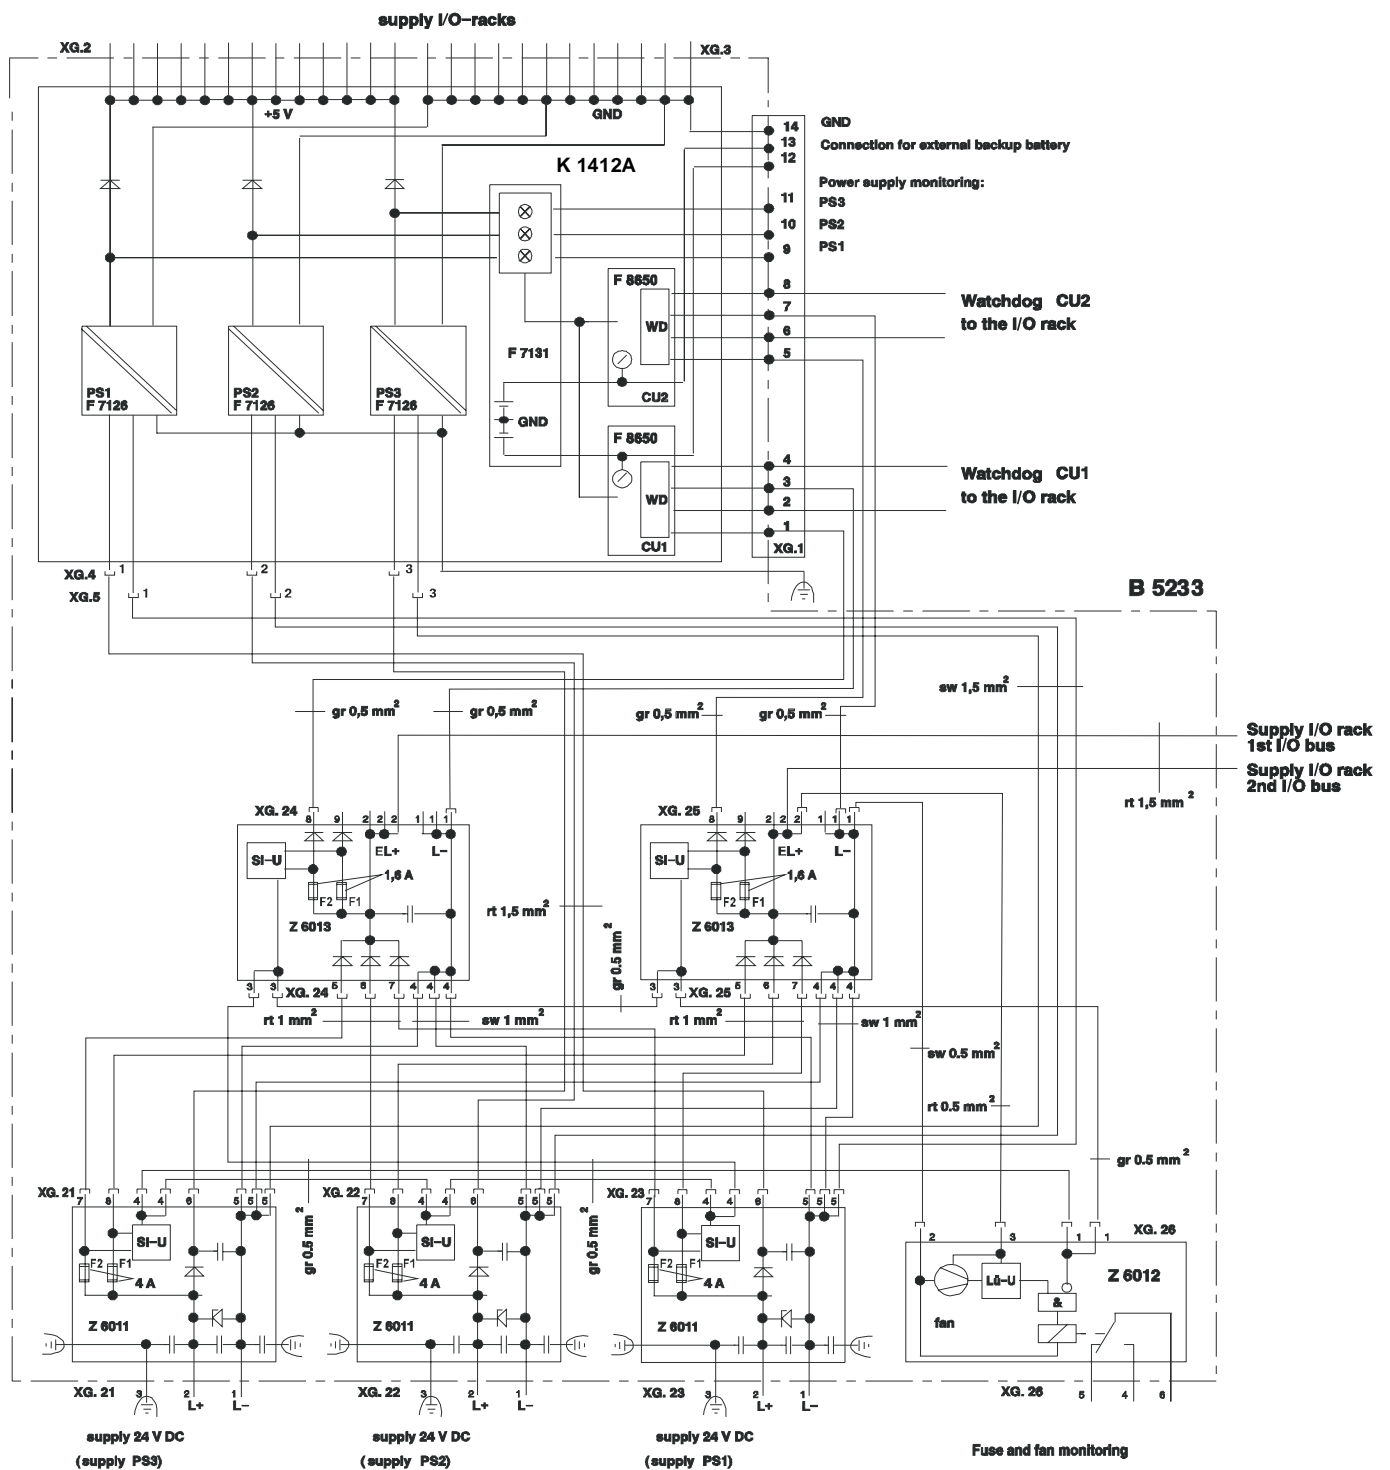 supply I/O-racks
XG.2
XG.3
+5 V
GND
K 1412A
14 GND
13 Connection for external backup battery
12
Power supply monitoring:
11 PS3
10 PS2
9 PS1
F 8650
8
7
6
5
WD
CU2
Watchdog CU2
to the I/O rack
F 7131
GND
PS1
F 7126
PS2
F 7126
PS3
F 7126
F 8650
4
3
2
1
WD
CU1
XG.1
Watchdog CU1
to the I/O rack
XG.4 1 2 3
XG.5 1 2 3
B 5233
sw 1,5 mm2
gr 0,5 mm2
gr 0,5 mm2
gr 0,5 mm2
gr 0,5 mm2
Supply I/O rack
1st I/O bus
Supply I/O rack
2nd I/O bus
rt 1,5 mm2
XG. 24
8 9 2 2 2 1 1 1
EL+ L-
SI-U
1,6 A
F2 F1
Z 6013
3 3 XG. 24 5 6 7 4 4 4
XG. 25
8 9 2 2 2 1 1 1
EL+ L-
SI-U
1,6 A
F2 F1
Z 6013
3 3 XG. 25 5 6 7 4 4 4
rt 1,5 mm2
gr 0.5 mm2
rt 1 mm2
sw 1 mm2
rt 1 mm2
sw 1 mm2
sw 0.5 mm2
rt 0.5 mm2
gr 0.5 mm2
XG. 21 7 8 4 4 6 5 5 5
SI-U
F2 F1
4 A
Z 6011
gr 0.5 mm2
XG. 22 7 8 4 4 6 5 5 5
SI-U
F2 F1
4 A
Z 6011
gr 0.5 mm2
XG. 23 7 8 4 4 6 5 5 5
SI-U
F2 F1
4 A
Z 6011
XG. 26
2 3 1 1
Z 6012
Lü-U
&
fan
XG. 21 3 2 1
L+ L-
XG. 22 3 2 1
L+ L-
XG. 23 3 2 1
L+ L-
XG. 26 5 4 6
supply 24 V DC
(supply PS3)
supply 24 V DC
(supply PS2)
supply 24 V DC
(supply PS1)
Fuse and fan monitoring